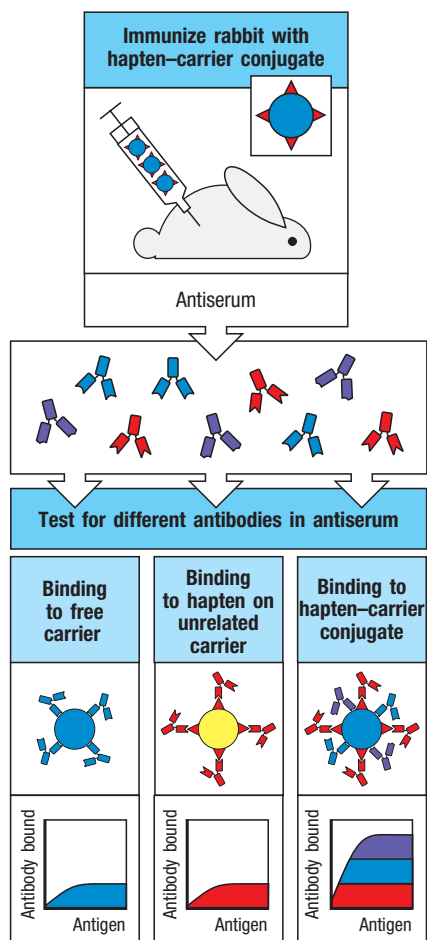 Immunize rabbit with
hapten–carrier conjugate
Antiserum
Test for different antibodies in antiserum
Binding
to free
carrier
Binding
to hapten on
unrelated
carrier
Binding to
hapten–carrier
conjugate
Antibody bound
Antigen
Antibody bound
Antigen
Antibody bound
Antigen